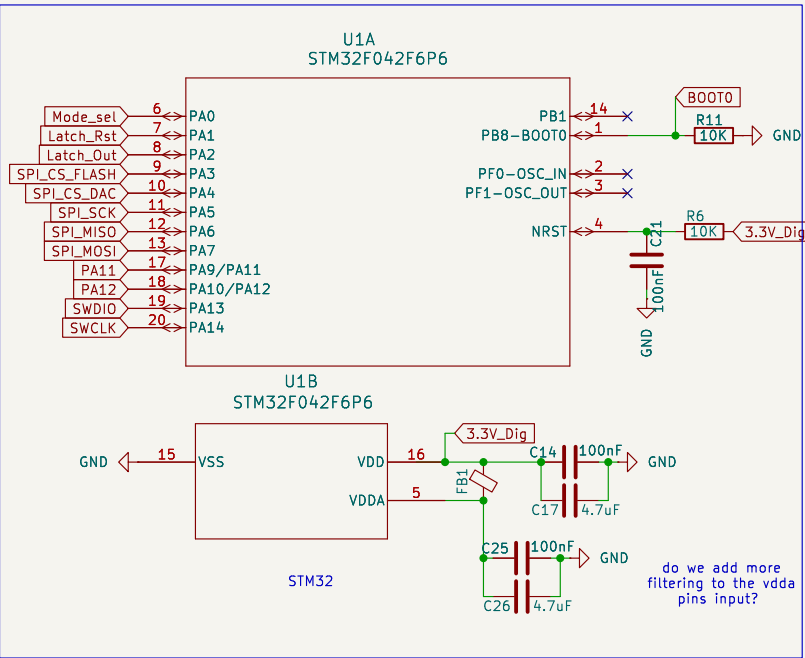 U1A
STM32F042F6P6
Mode_sel 6 PA0
Latch_Rst 7 PA1
Latch_Out 8 PA2
SPI_CS_FLASH 9 PA3
SPI_CS_DAC 10 PA4
SPI_SCK 11 PA5
SPI_MISO 12 PA6
SPI_MOSI 13 PA7
PA11 17 PA9/PA11
PA12 18 PA10/PA12
SWDIO 19 PA13
SWCLK 20 PA14
PB1 14
PB8-BOOT0 1
BOOT0
R11
10K
GND
PF0-OSC_IN 2
PF1-OSC_OUT 3
NRST 4
C21
100nF
GND
R6
10K
3.3V_Dig
U1B
STM32F042F6P6
GND 15 VSS
VDD 16
VDDA 5
3.3V_Dig
FB1
C14 100nF
GND
C17 4.7uF
C25 100nF
GND
C26 4.7uF
STM32
do we add more
filtering to the vdda
pins input?